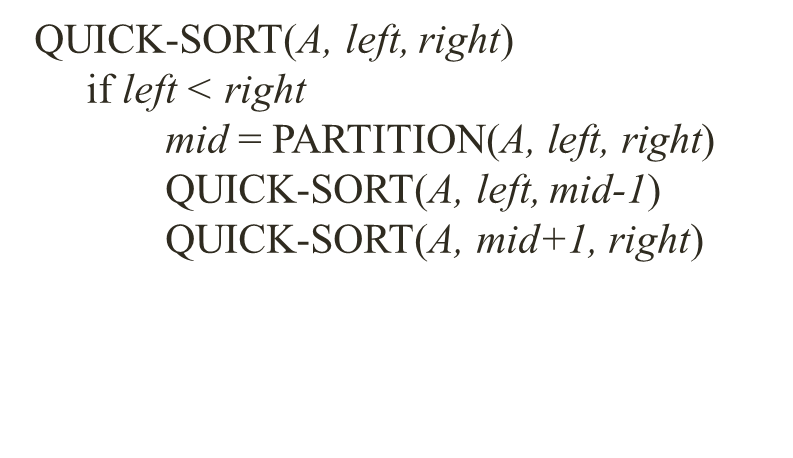 QUICK-SORT(A, left, right)
if left < right
mid = PARTITION(A, left, right)
QUICK-SORT(A, left, mid-1)
QUICK-SORT(A, mid+1, right)